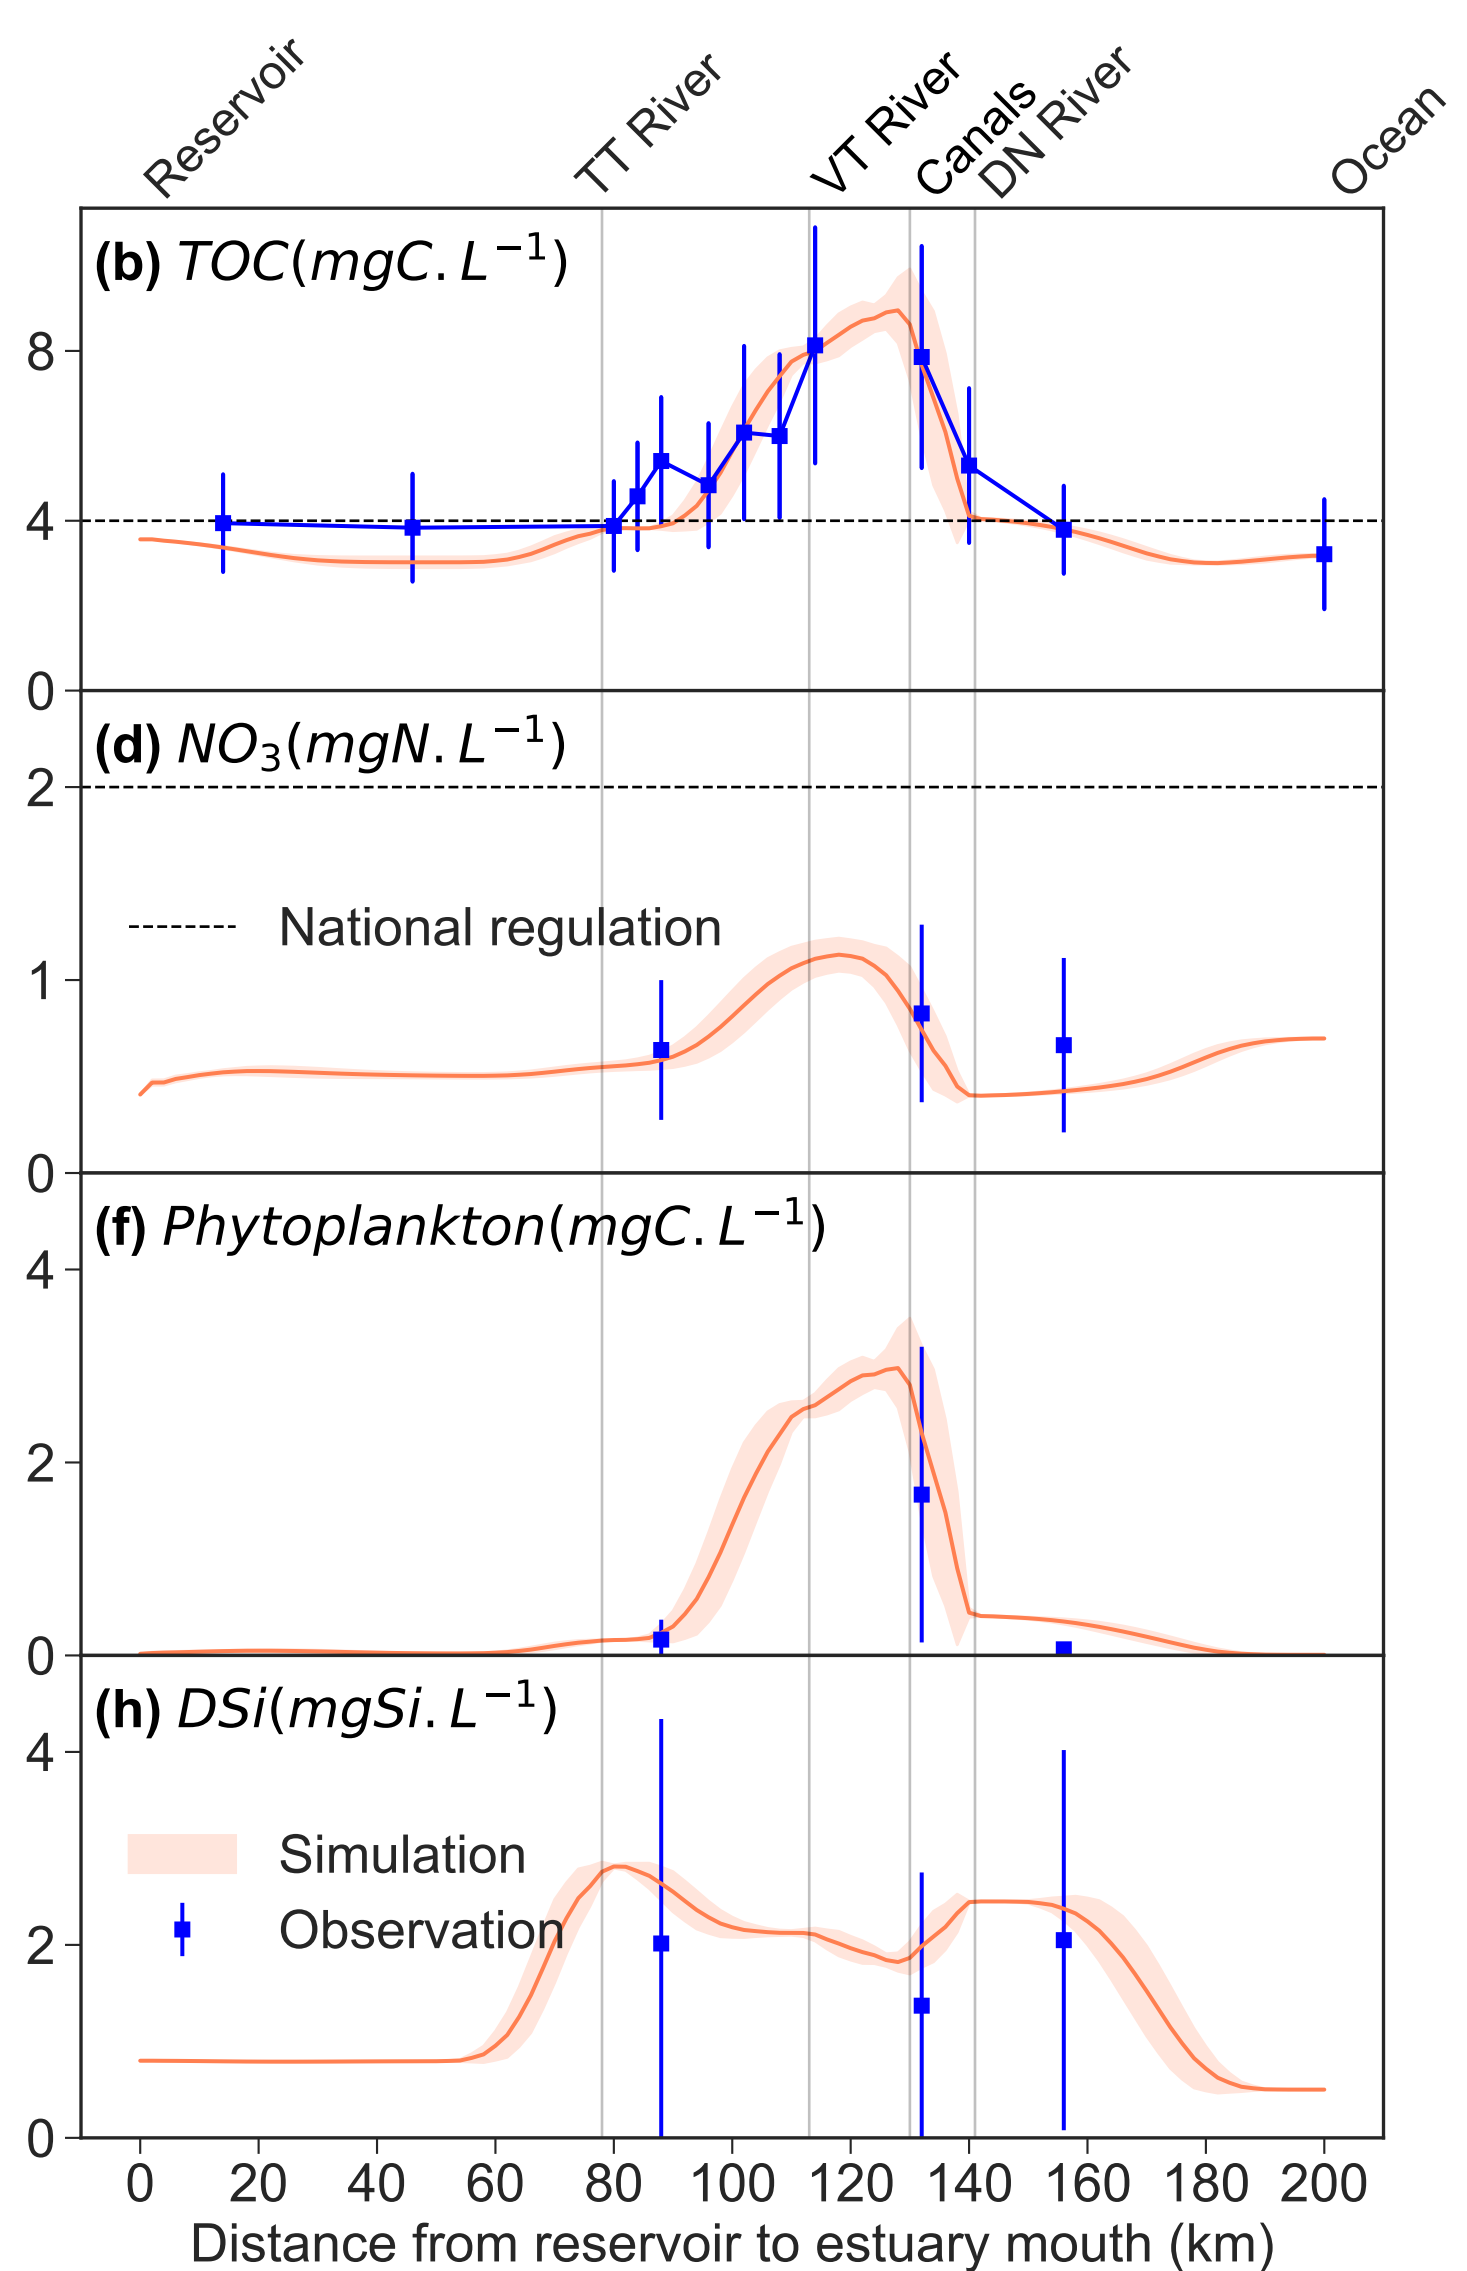 Reservoir TT River VT River Canals DN River Ocean
(b) TOC(mgC.L⁻¹)
8
4
0
(d) NO₃(mgN.L⁻¹)
2
National regulation
1
0
(f) Phytoplankton(mgC.L⁻¹)
4
2
0
(h) DSi(mgSi.L⁻¹)
4
Simulation
Observation
2
0
0 20 40 60 80 100 120 140 160 180 200
Distance from reservoir to estuary mouth (km)